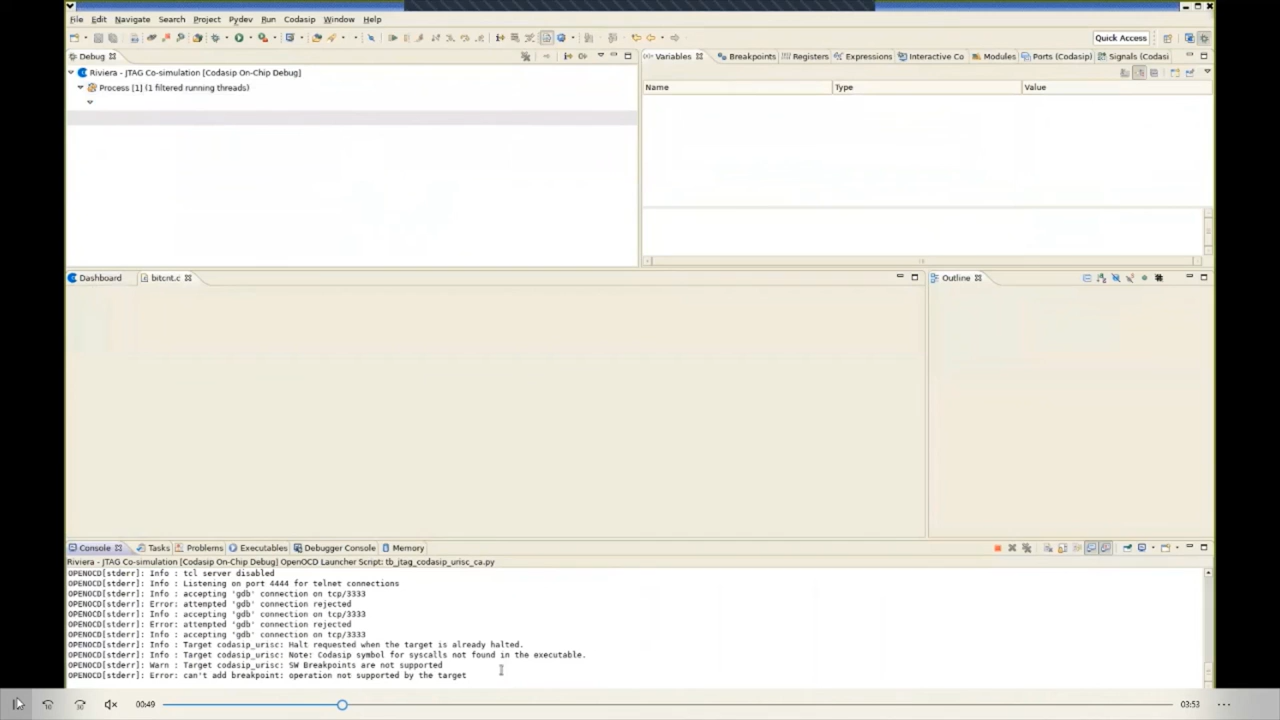 File Edit Navigate Search Project Pydev Run Codasip Window Help
Quick Access
Debug
Variables Breakpoints Registers Expressions Interactive Co Modules Ports (Codasip) Signals (Codasi
Riviera - JTAG Co-simulation [Codasip On-Chip Debug]
Process [1] (1 filtered running threads)
Name Type Value
Dashboard bitcnt.c
Outline
Console Tasks Problems Executables Debugger Console Memory
Riviera - JTAG Co-simulation [Codasip On-Chip Debug] OpenOCD Launcher Script: tb_jtag_codasip_urisc_ca.py
OPENOCD[stderr]: Info : tcl server disabled
OPENOCD[stderr]: Info : Listening on port 4444 for telnet connections
OPENOCD[stderr]: Info : accepting 'gdb' connection on tcp/3333
OPENOCD[stderr]: Error: attempted 'gdb' connection rejected
OPENOCD[stderr]: Info : accepting 'gdb' connection on tcp/3333
OPENOCD[stderr]: Error: attempted 'gdb' connection rejected
OPENOCD[stderr]: Info : accepting 'gdb' connection on tcp/3333
OPENOCD[stderr]: Info : Target codasip_urisc: Halt requested when the target is already halted.
OPENOCD[stderr]: Info : Target codasip_urisc: Note: Codasip symbol for syscalls not found in the executable.
OPENOCD[stderr]: Warn : Target codasip_urisc: SW Breakpoints are not supported
OPENOCD[stderr]: Error: can't add breakpoint: operation not supported by the target
00:49 03:53